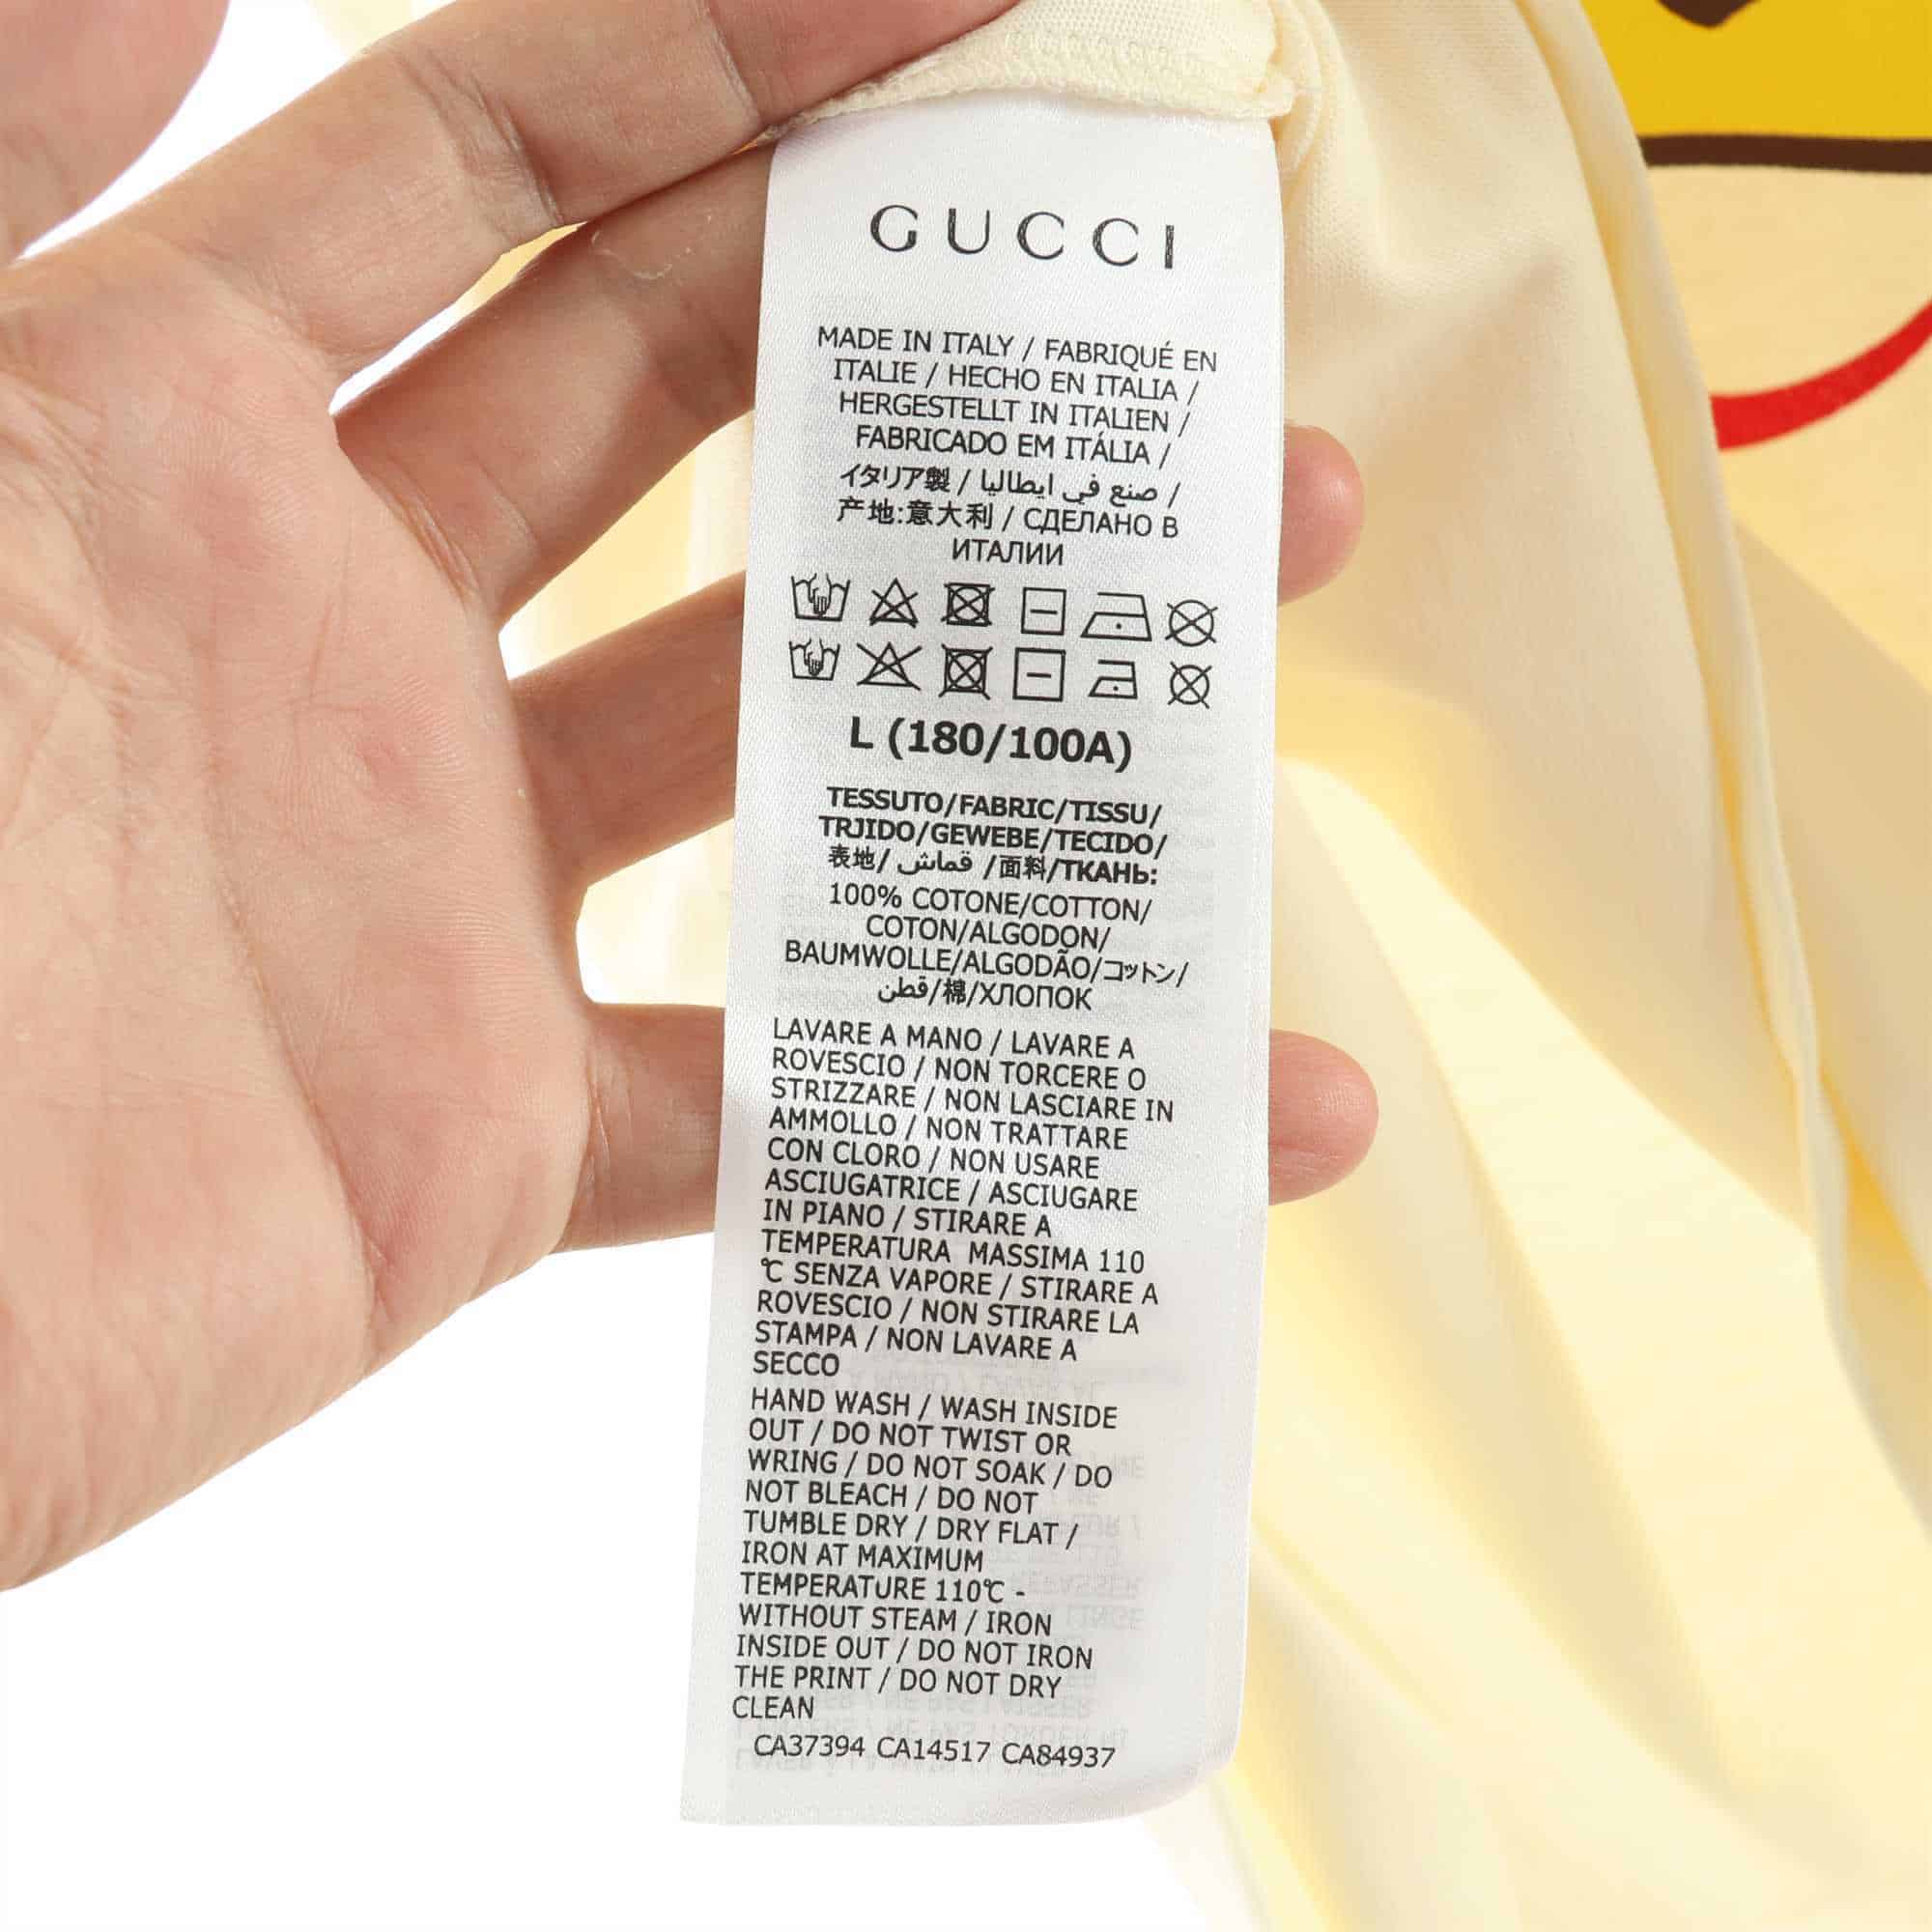 GUCCI
MADE IN ITALY / FABRIQUÉ EN
ITALIE / HECHO EN ITALIA /
HERGESTELLT IN ITALIEN /
FABRICADO EM ITÁLIA /
イタリア製 / صنع في ايطاليا /
产地:意大利 / СДЕЛАНО В
ИТАЛИИ
L (180/100A)
TESSUTO/FABRIC/TISSU/
TRJIDO/GEWEBE/TECIDO/
表地/ قماش /面料/ТКАНЬ:
100% COTONE/COTTON/
COTON/ALGODON/
BAUMWOLLE/ALGODÃO/コットン/
قطن/棉/ХЛОПОК
LAVARE A MANO / LAVARE A
ROVESCIO / NON TORCERE O
STRIZZARE / NON LASCIARE IN
AMMOLLO / NON TRATTARE
CON CLORO / NON USARE
ASCIUGATRICE / ASCIUGARE
IN PIANO / STIRARE A
TEMPERATURA MASSIMA 110
℃ SENZA VAPORE / STIRARE A
ROVESCIO / NON STIRARE LA
STAMPA / NON LAVARE A
SECCO
HAND WASH / WASH INSIDE
OUT / DO NOT TWIST OR
WRING / DO NOT SOAK / DO
NOT BLEACH / DO NOT
TUMBLE DRY / DRY FLAT /
IRON AT MAXIMUM
TEMPERATURE 110℃ -
WITHOUT STEAM / IRON
INSIDE OUT / DO NOT IRON
THE PRINT / DO NOT DRY
CLEAN
CA37394 CA14517 CA84937